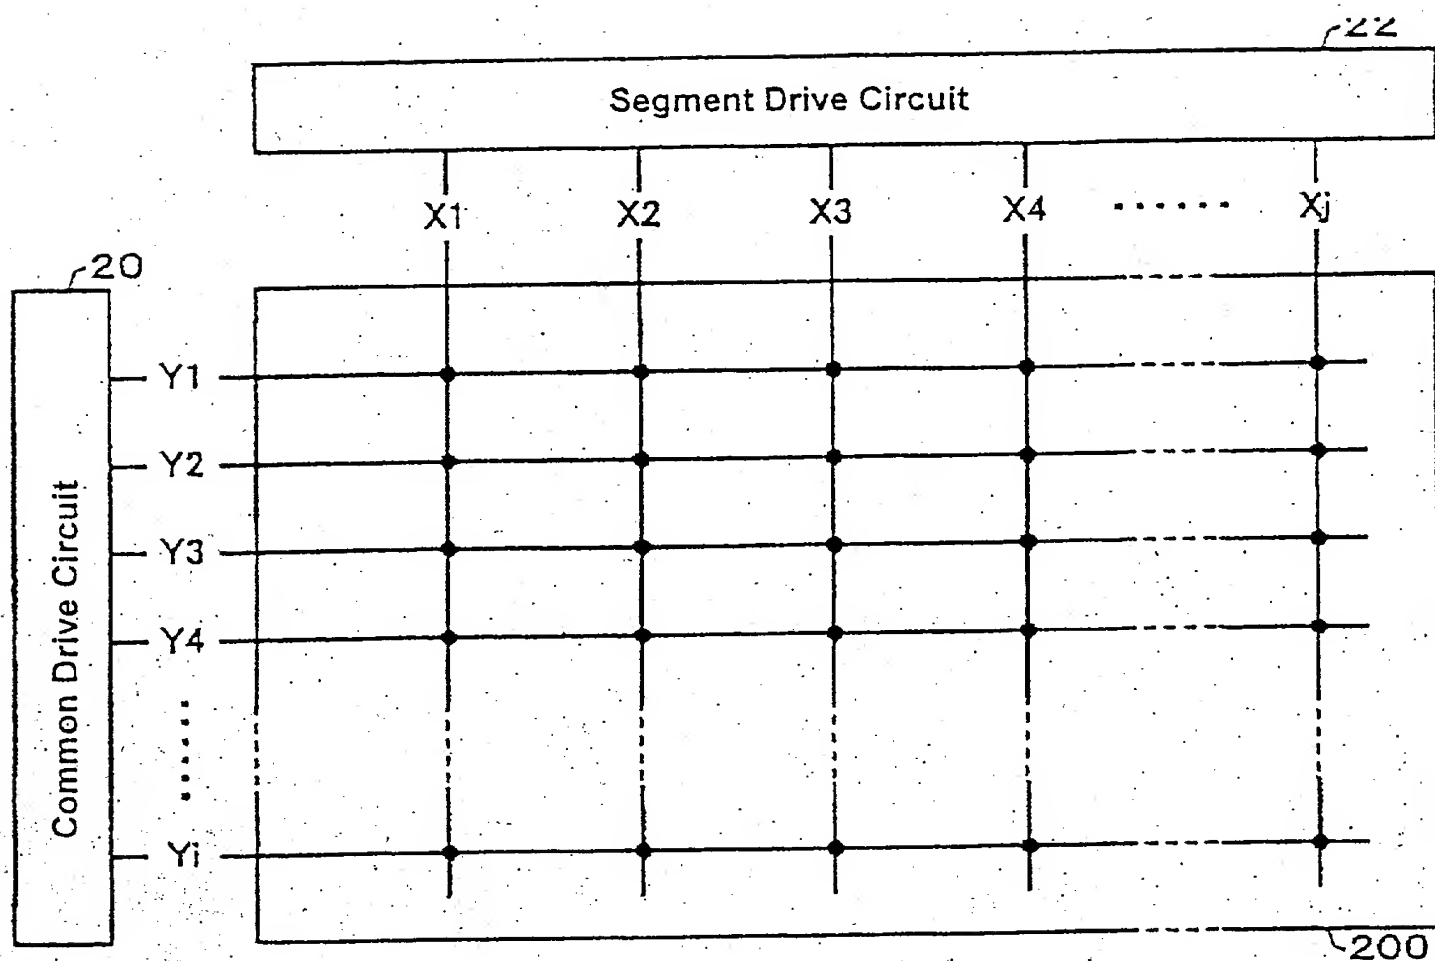 22
Segment Drive Circuit
X1 X2 X3 X4 ...... Xj
20
Common Drive Circuit
Y1
Y2
Y3
Y4
......
Yi
200